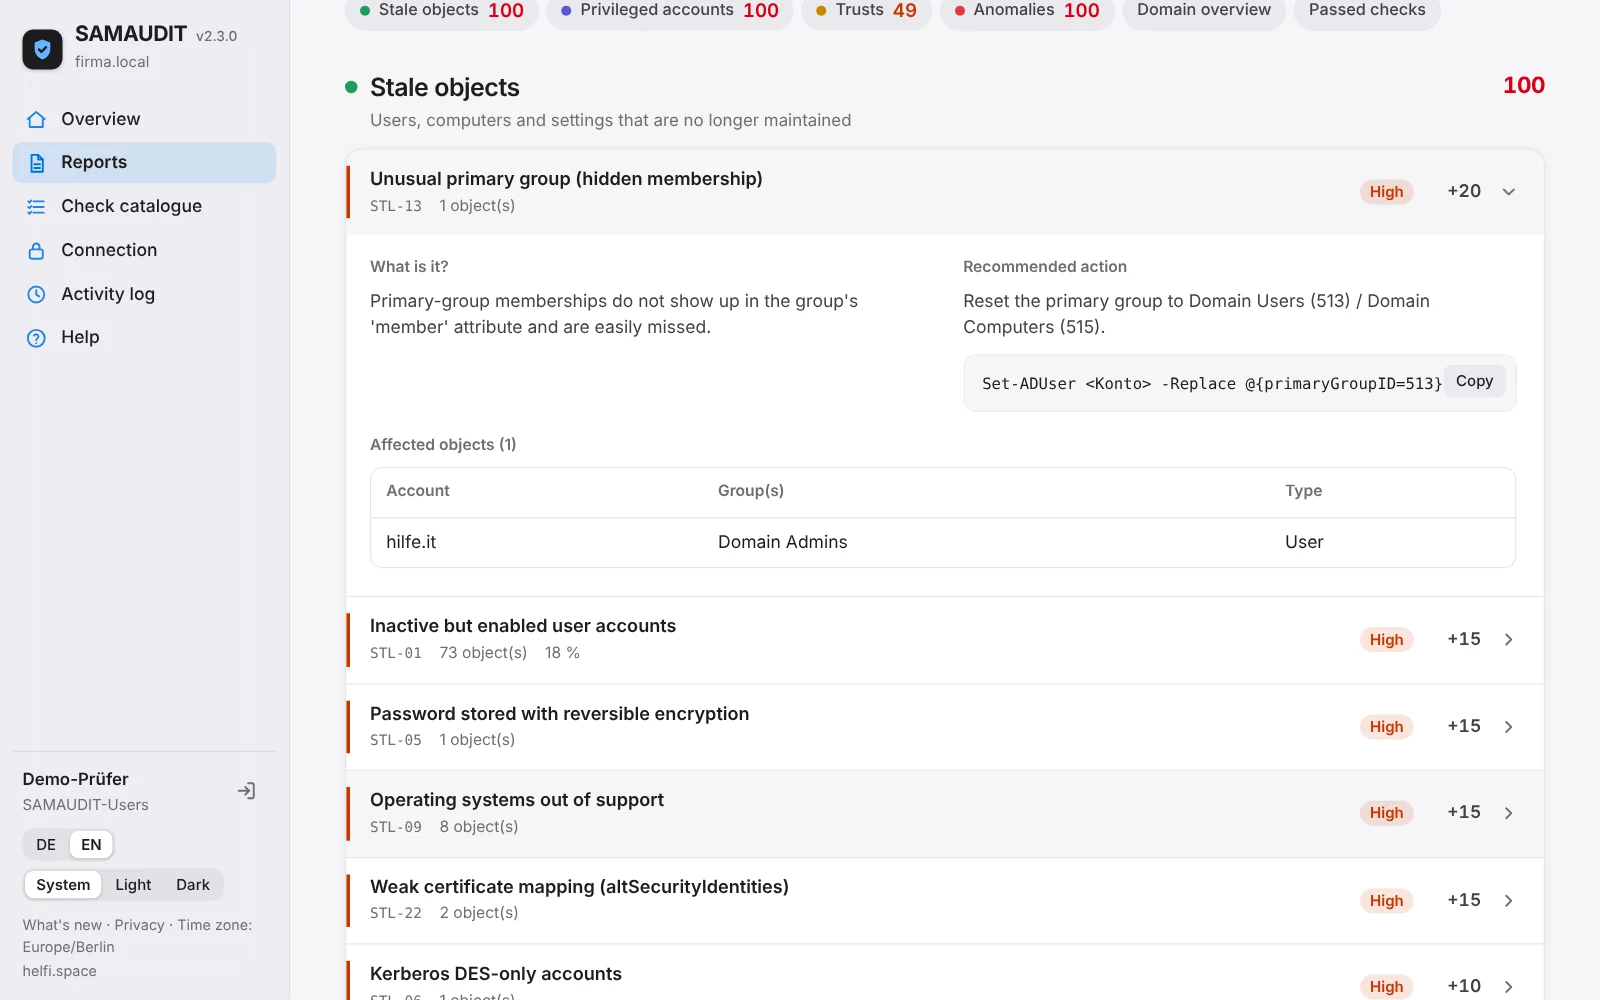 SAMAUDIT v2.3.0
firma.local
Overview
Reports
Check catalogue
Connection
Activity log
Help
Demo-Prüfer
SAMAUDIT-Users
DE EN
System Light Dark
What's new · Privacy · Time zone:
Europe/Berlin
helfi.space
Stale objects 100 Privileged accounts 100 Trusts 49 Anomalies 100 Domain overview Passed checks
Stale objects 100
Users, computers and settings that are no longer maintained
Unusual primary group (hidden membership)
STL-13 1 object(s)
High +20
What is it?
Primary-group memberships do not show up in the group's
'member' attribute and are easily missed.
Recommended action
Reset the primary group to Domain Users (513) / Domain
Computers (515).
Set-ADUser <Konto> -Replace @{primaryGroupID=513} Copy
Affected objects (1)
Account Group(s) Type
hilfe.it Domain Admins User
Inactive but enabled user accounts
STL-01 73 object(s) 18 %
High +15
Password stored with reversible encryption
STL-05 1 object(s)
High +15
Operating systems out of support
STL-09 8 object(s)
High +15
Weak certificate mapping (altSecurityIdentities)
STL-22 2 object(s)
High +15
Kerberos DES-only accounts
STL-06 1 object(s)
High +10